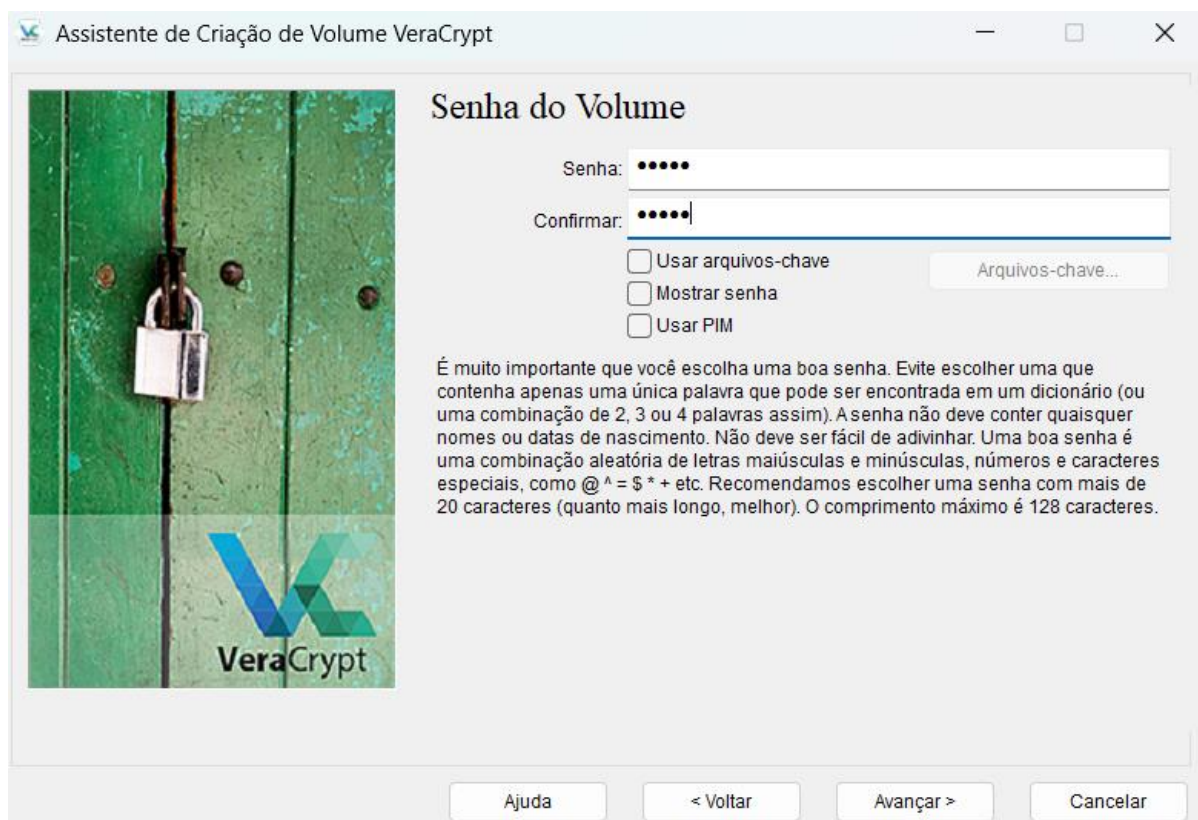 Assistente de Criação de Volume VeraCrypt
Senha do Volume
Senha: •••••
Confirmar: •••••
Usar arquivos-chave
Arquivos-chave...
Mostrar senha
Usar PIM
É muito importante que você escolha uma boa senha. Evite escolher uma que
contenha apenas uma única palavra que pode ser encontrada em um dicionário (ou
uma combinação de 2, 3 ou 4 palavras assim). A senha não deve conter quaisquer
nomes ou datas de nascimento. Não deve ser fácil de adivinhar. Uma boa senha é
uma combinação aleatória de letras maiúsculas e minúsculas, números e caracteres
especiais, como @ ^ = $ * + etc. Recomendamos escolher uma senha com mais de
20 caracteres (quanto mais longo, melhor). O comprimento máximo é 128 caracteres.
VeraCrypt
Ajuda
< Voltar
Avançar >
Cancelar